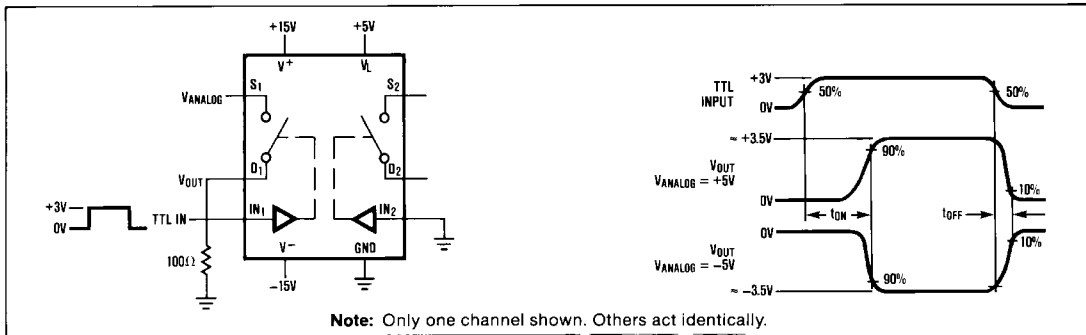 +15V
+5V
V+
VL
S1
S2
VANALOG
D1
D2
VOUT
+3V
0V
TTL IN
IN1
IN2
V−
GND
100Ω
−15V
TTL
INPUT
+3V
0V
50%
50%
≈ +3.5V
VOUT
VANALOG = +5V
90%
10%
0V
tON
tOFF
0V
VOUT
VANALOG = −5V
10%
90%
≈ −3.5V
Note: Only one channel shown. Others act identically.